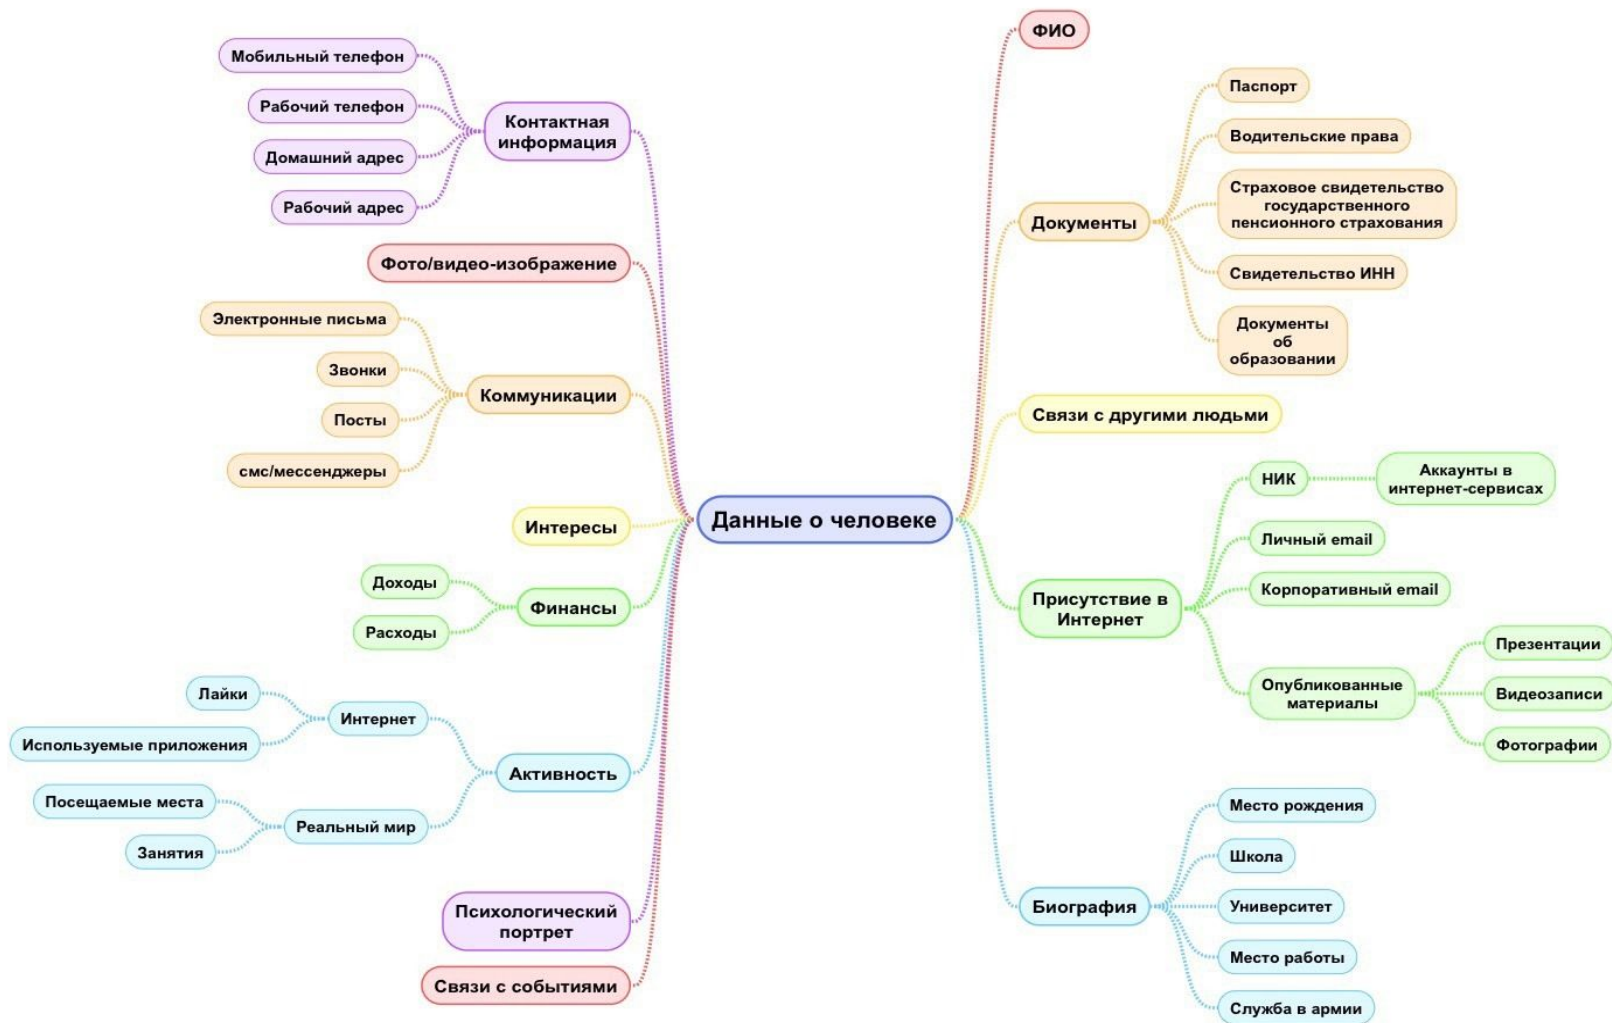 Данные о человеке
ФИО
Документы
Паспорт
Водительские права
Страховое свидетельство
государственного
пенсионного страхования
Свидетельство ИНН
Документы
об
образовании
Связи с другими людьми
Присутствие в
Интернет
НИК
Аккаунты в
интернет-сервисах
Личный email
Корпоративный email
Опубликованные
материалы
Презентации
Видеозаписи
Фотографии
Биография
Место рождения
Школа
Университет
Место работы
Служба в армии
Контактная
информация
Мобильный телефон
Рабочий телефон
Домашний адрес
Рабочий адрес
Фото/видео-изображение
Коммуникации
Электронные письма
Звонки
Посты
смс/мессенджеры
Интересы
Финансы
Доходы
Расходы
Активность
Интернет
Лайки
Используемые приложения
Реальный мир
Посещаемые места
Занятия
Психологический
портрет
Связи с событиями